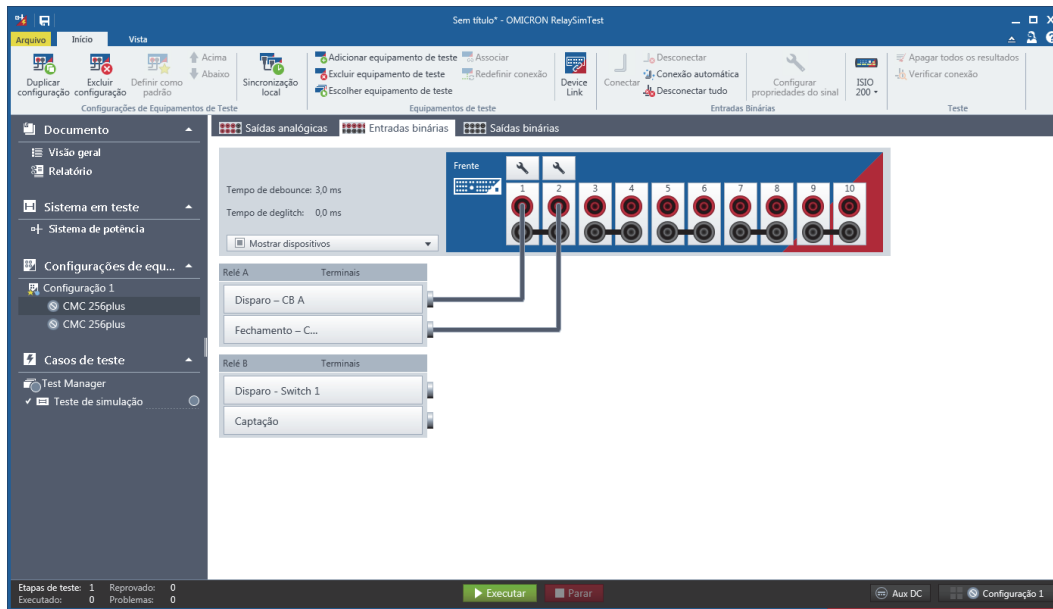 Sem título* - OMICRON RelaySimTest
Arquivo Início Vista
Duplicar configuração
Excluir configuração
Definir como padrão
Acima
Abaixo
Configurações de Equipamentos de Teste
Sincronização local
Adicionar equipamento de teste
Excluir equipamento de teste
Escolher equipamento de teste
Associar
Redefinir conexão
Device Link
Equipamentos de teste
Conectar
Desconectar
Conexão automática
Desconectar tudo
Configurar propriedades do sinal
ISIO 200
Entradas Binárias
Apagar todos os resultados
Verificar conexão
Teste
Documento
Visão geral
Relatório
Sistema em teste
Sistema de potência
Configurações de equ...
Configuração 1
CMC 256plus
CMC 256plus
Casos de teste
Test Manager
Teste de simulação
Saídas analógicas Entradas binárias Saídas binárias
Tempo de debounce: 3,0 ms
Tempo de deglitch: 0,0 ms
Mostrar dispositivos
Frente
1 2 3 4 5 6 7 8 9 10
Relé A Terminais
Disparo – CB A
Fechamento – C...
Relé B Terminais
Disparo - Switch 1
Captação
Etapas de teste: 1 Reprovado: 0
Executado: 0 Problemas: 0
Executar
Parar
Aux DC
Configuração 1